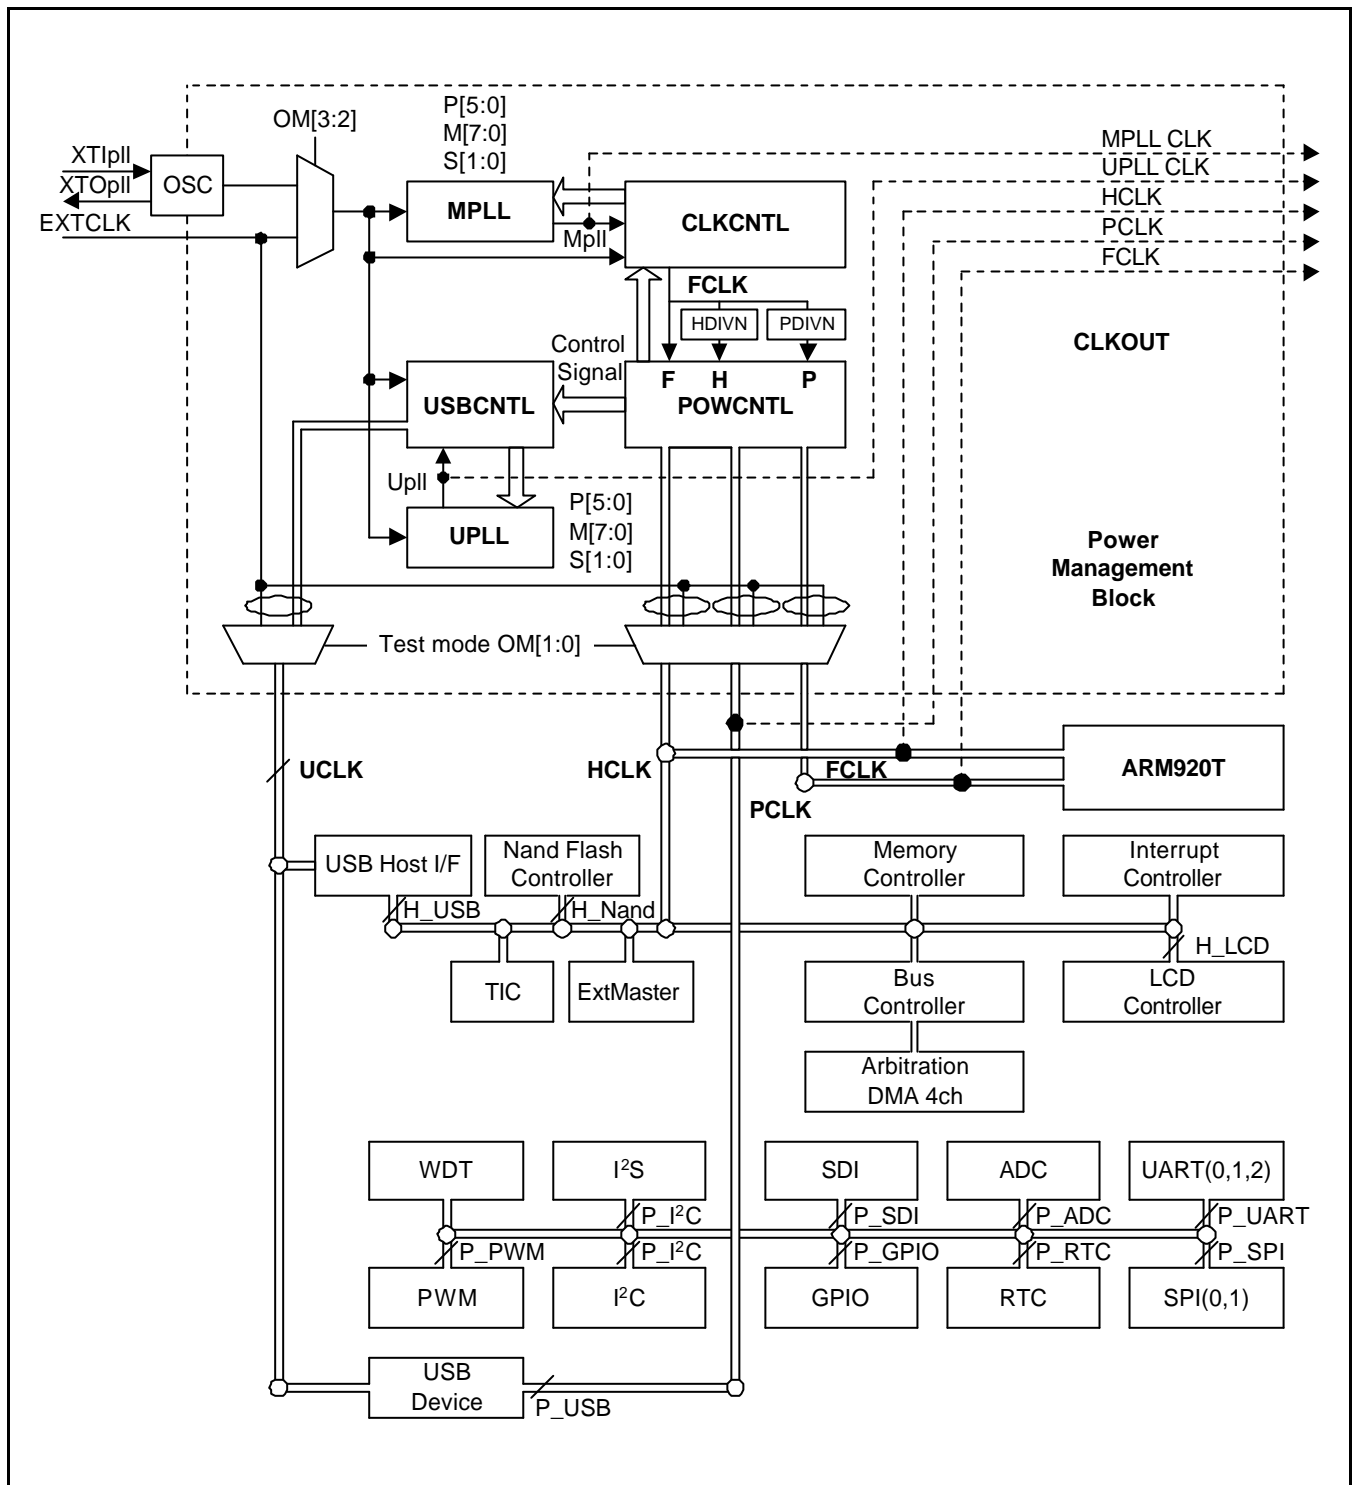 OM[3:2]
P[5:0]
M[7:0]
S[1:0]
XTIpll
XTOpll
EXTCLK
OSC
MPLL
Mpll
CLKCNTL
MPLL CLK
UPLL CLK
HCLK
PCLK
FCLK
FCLK
HDIVN
PDIVN
CLKOUT
Control
Signal
F H P
POWCNTL
USBCNTL
Upll
UPLL
P[5:0]
M[7:0]
S[1:0]
Power
Management
Block
Test mode OM[1:0]
UCLK
HCLK
FCLK
PCLK
ARM920T
USB Host I/F
Nand Flash
Controller
Memory
Controller
Interrupt
Controller
H_USB
H_Nand
H_LCD
TIC
ExtMaster
Bus
Controller
LCD
Controller
Arbitration
DMA 4ch
WDT
I²S
SDI
ADC
UART(0,1,2)
P_I²C
P_SDI
P_ADC
P_UART
P_PWM
P_I²C
P_GPIO
P_RTC
P_SPI
PWM
I²C
GPIO
RTC
SPI(0,1)
USB
Device
P_USB